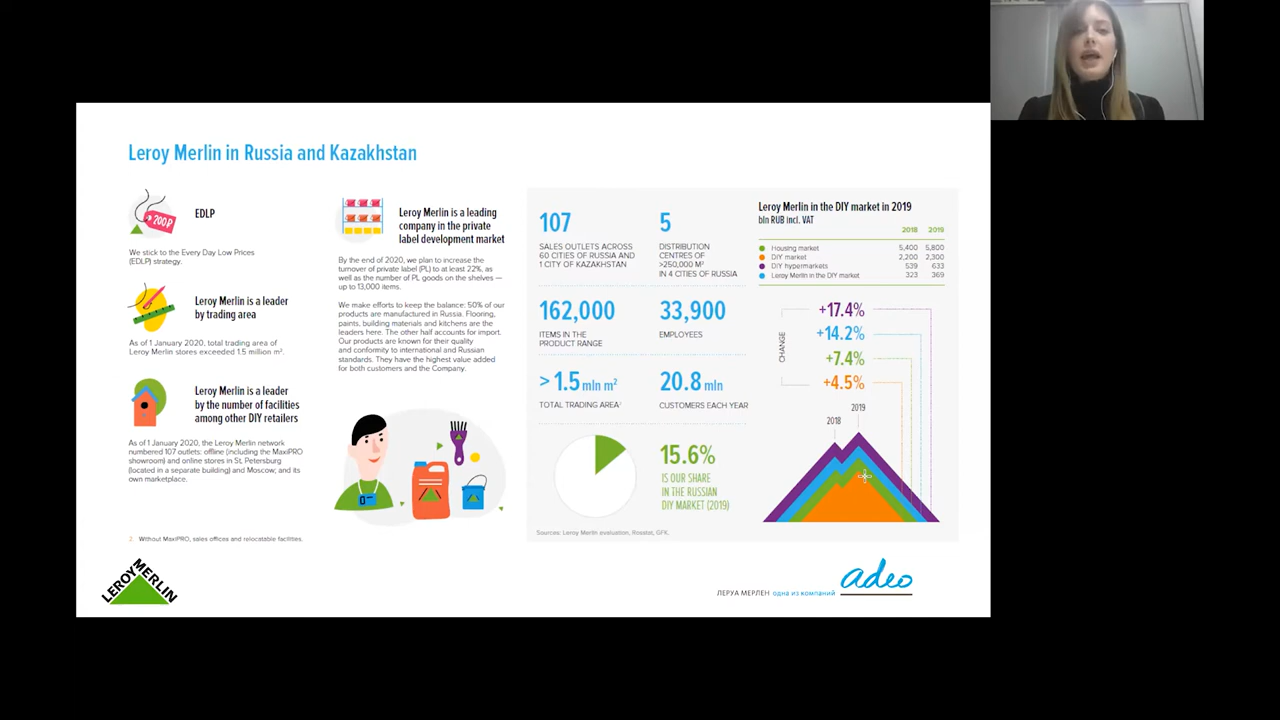 Leroy Merlin in Russia and Kazakhstan
200₽
EDLP
We stick to the Every Day Low Prices
(EDLP) strategy.
Leroy Merlin is a leader
by trading area
As of 1 January 2020, total trading area of
Leroy Merlin stores exceeded 1.5 million m².
Leroy Merlin is a leader
by the number of facilities
among other DIY retailers
As of 1 January 2020, the Leroy Merlin network
numbered 107 outlets: offline (including the MaxiPRO
showroom) and online stores in St. Petersburg
(located in a separate building) and Moscow; and its
own marketplace.
2. Without MaxiPRO, sales offices and relocatable facilities.
Leroy Merlin is a leading
company in the private
label development market
By the end of 2020, we plan to increase the
turnover of private label (PL) to at least 22%, as
well as the number of PL goods on the shelves —
up to 13,000 items.
We make efforts to keep the balance: 50% of our
products are manufactured in Russia. Flooring,
paints, building materials and kitchens are the
leaders here. The other half accounts for import.
Our products are known for their quality
and conformity to international and Russian
standards. They have the highest value added
for both customers and the Company.
107
SALES OUTLETS ACROSS
60 CITIES OF RUSSIA AND
1 CITY OF KAZAKHSTAN
5
DISTRIBUTION
CENTRES OF
>250,000 M²
IN 4 CITIES OF RUSSIA
162,000
ITEMS IN THE
PRODUCT RANGE
33,900
EMPLOYEES
> 1.5 mln m²
TOTAL TRADING AREA²
20.8 mln
CUSTOMERS EACH YEAR
15.6%
IS OUR SHARE
IN THE RUSSIAN
DIY MARKET (2019)
Sources: Leroy Merlin evaluation, Rosstat, GFK.
Leroy Merlin in the DIY market in 2019
bln RUB incl. VAT
2018 2019
Housing market 5,400 5,800
DIY market 2,200 2,300
DIY hypermarkets 539 633
Leroy Merlin in the DIY market 323 369
CHANGE
+17.4%
+14.2%
+7.4%
+4.5%
2019
2018
LEROY MERLIN
ЛЕРУА МЕРЛЕН одна из компаний
adeo